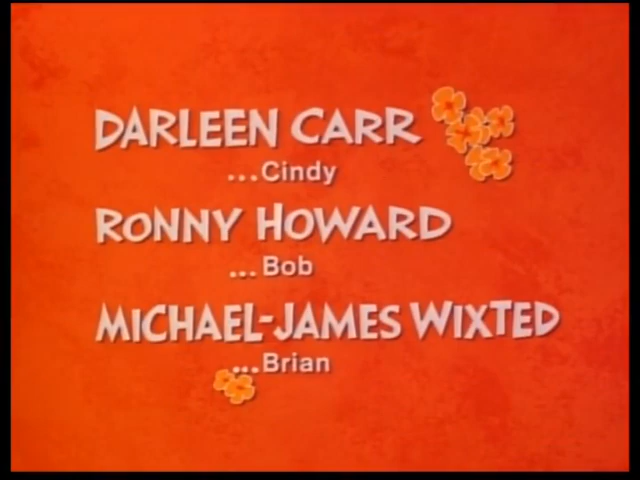 DARLEEN CARR
...Cindy
RONNY HOWARD
...Bob
MICHAEL-JAMES WIXTED
...Brian